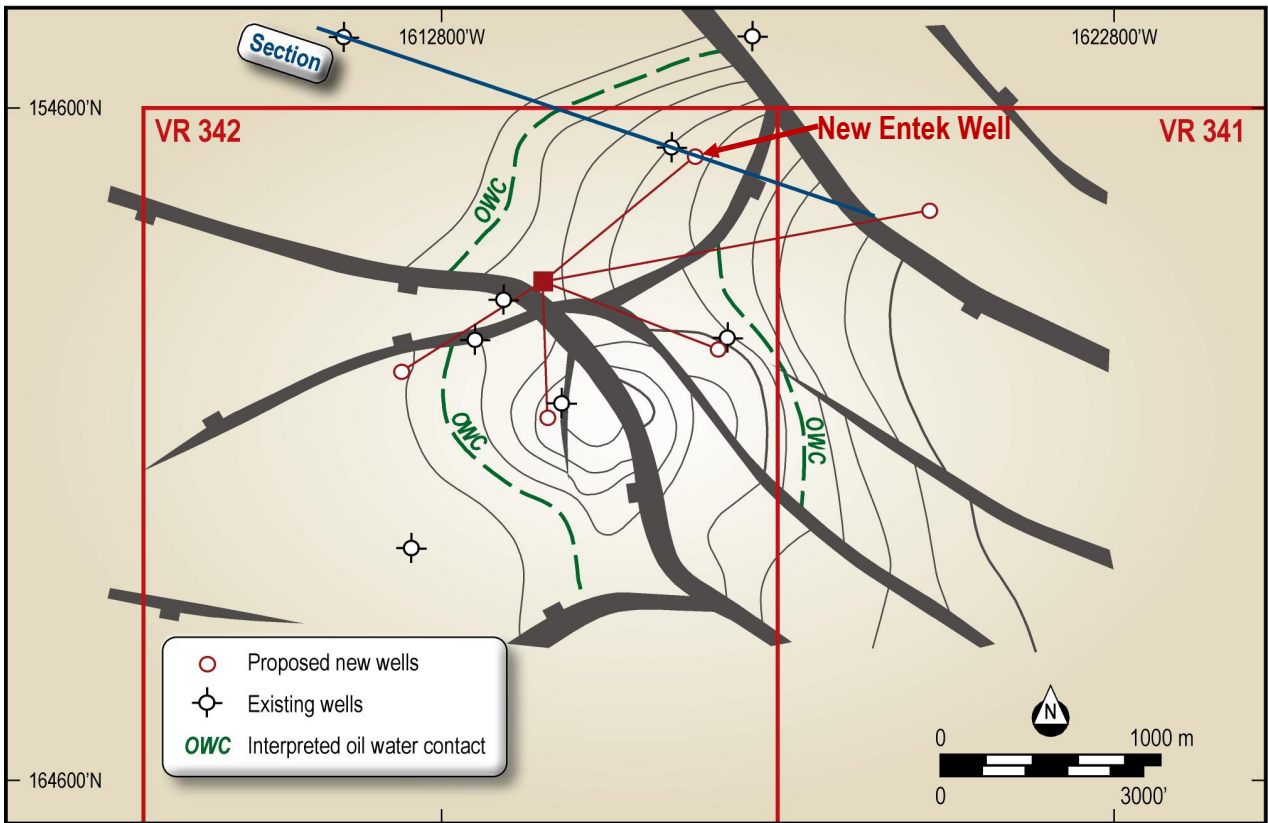 Section
1612800'W
1622800'W
154600'N
VR 342
New Entek Well
VR 341
OWC
OWC
OWC
Proposed new wells
Existing wells
OWC Interpreted oil water contact
N
0 1000 m
0 3000'
164600'N